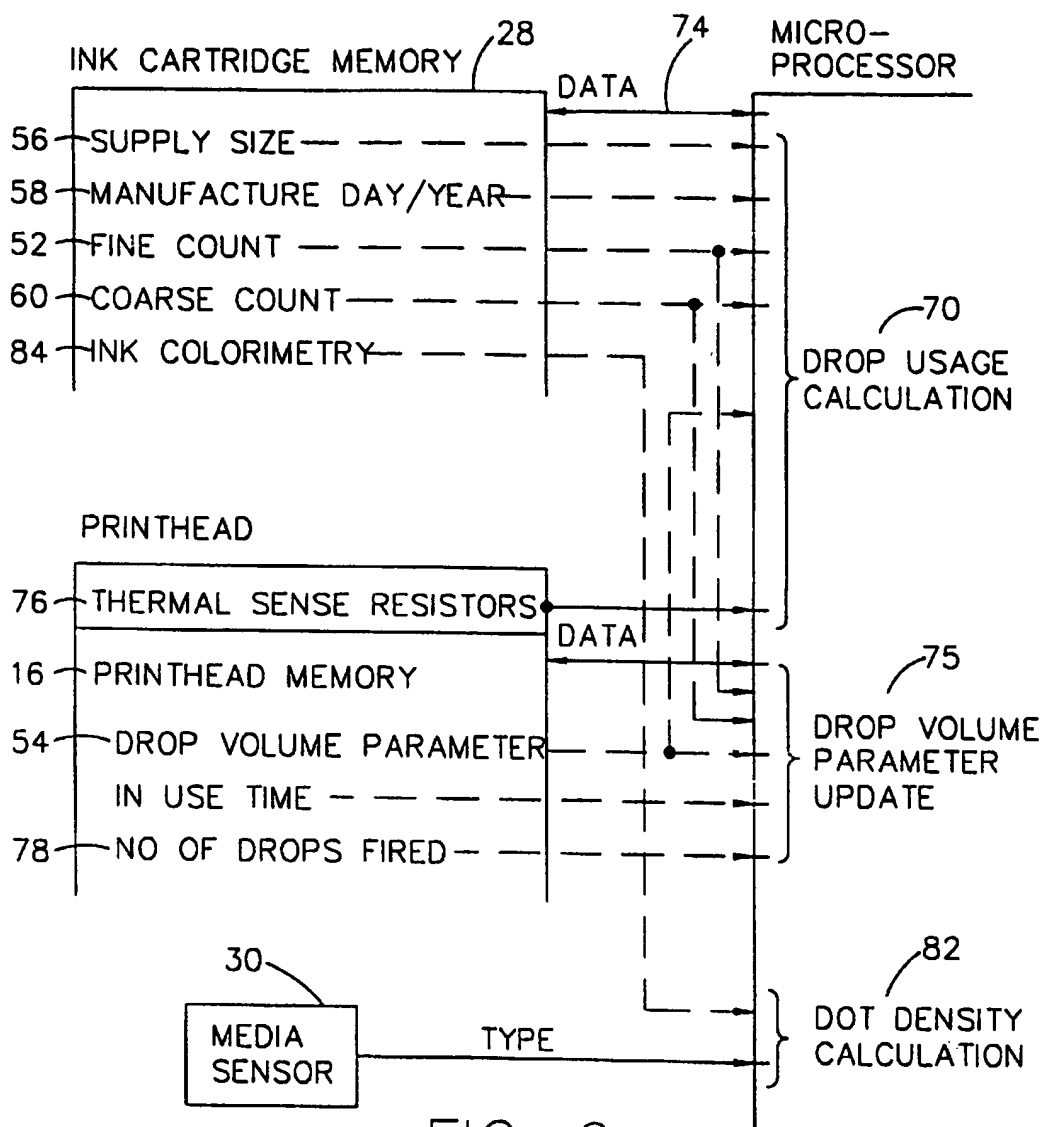 28
74
MICRO-
PROCESSOR
INK CARTRIDGE MEMORY
DATA
56 SUPPLY SIZE
58 MANUFACTURE DAY/YEAR
52 FINE COUNT
60 COARSE COUNT
84 INK COLORIMETRY
70
DROP USAGE
CALCULATION
PRINTHEAD
76 THERMAL SENSE RESISTORS
DATA
16 PRINTHEAD MEMORY
54 DROP VOLUME PARAMETER
IN USE TIME
78 NO OF DROPS FIRED
75
DROP VOLUME
PARAMETER
UPDATE
30
MEDIA
SENSOR
TYPE
82
DOT DENSITY
CALCULATION